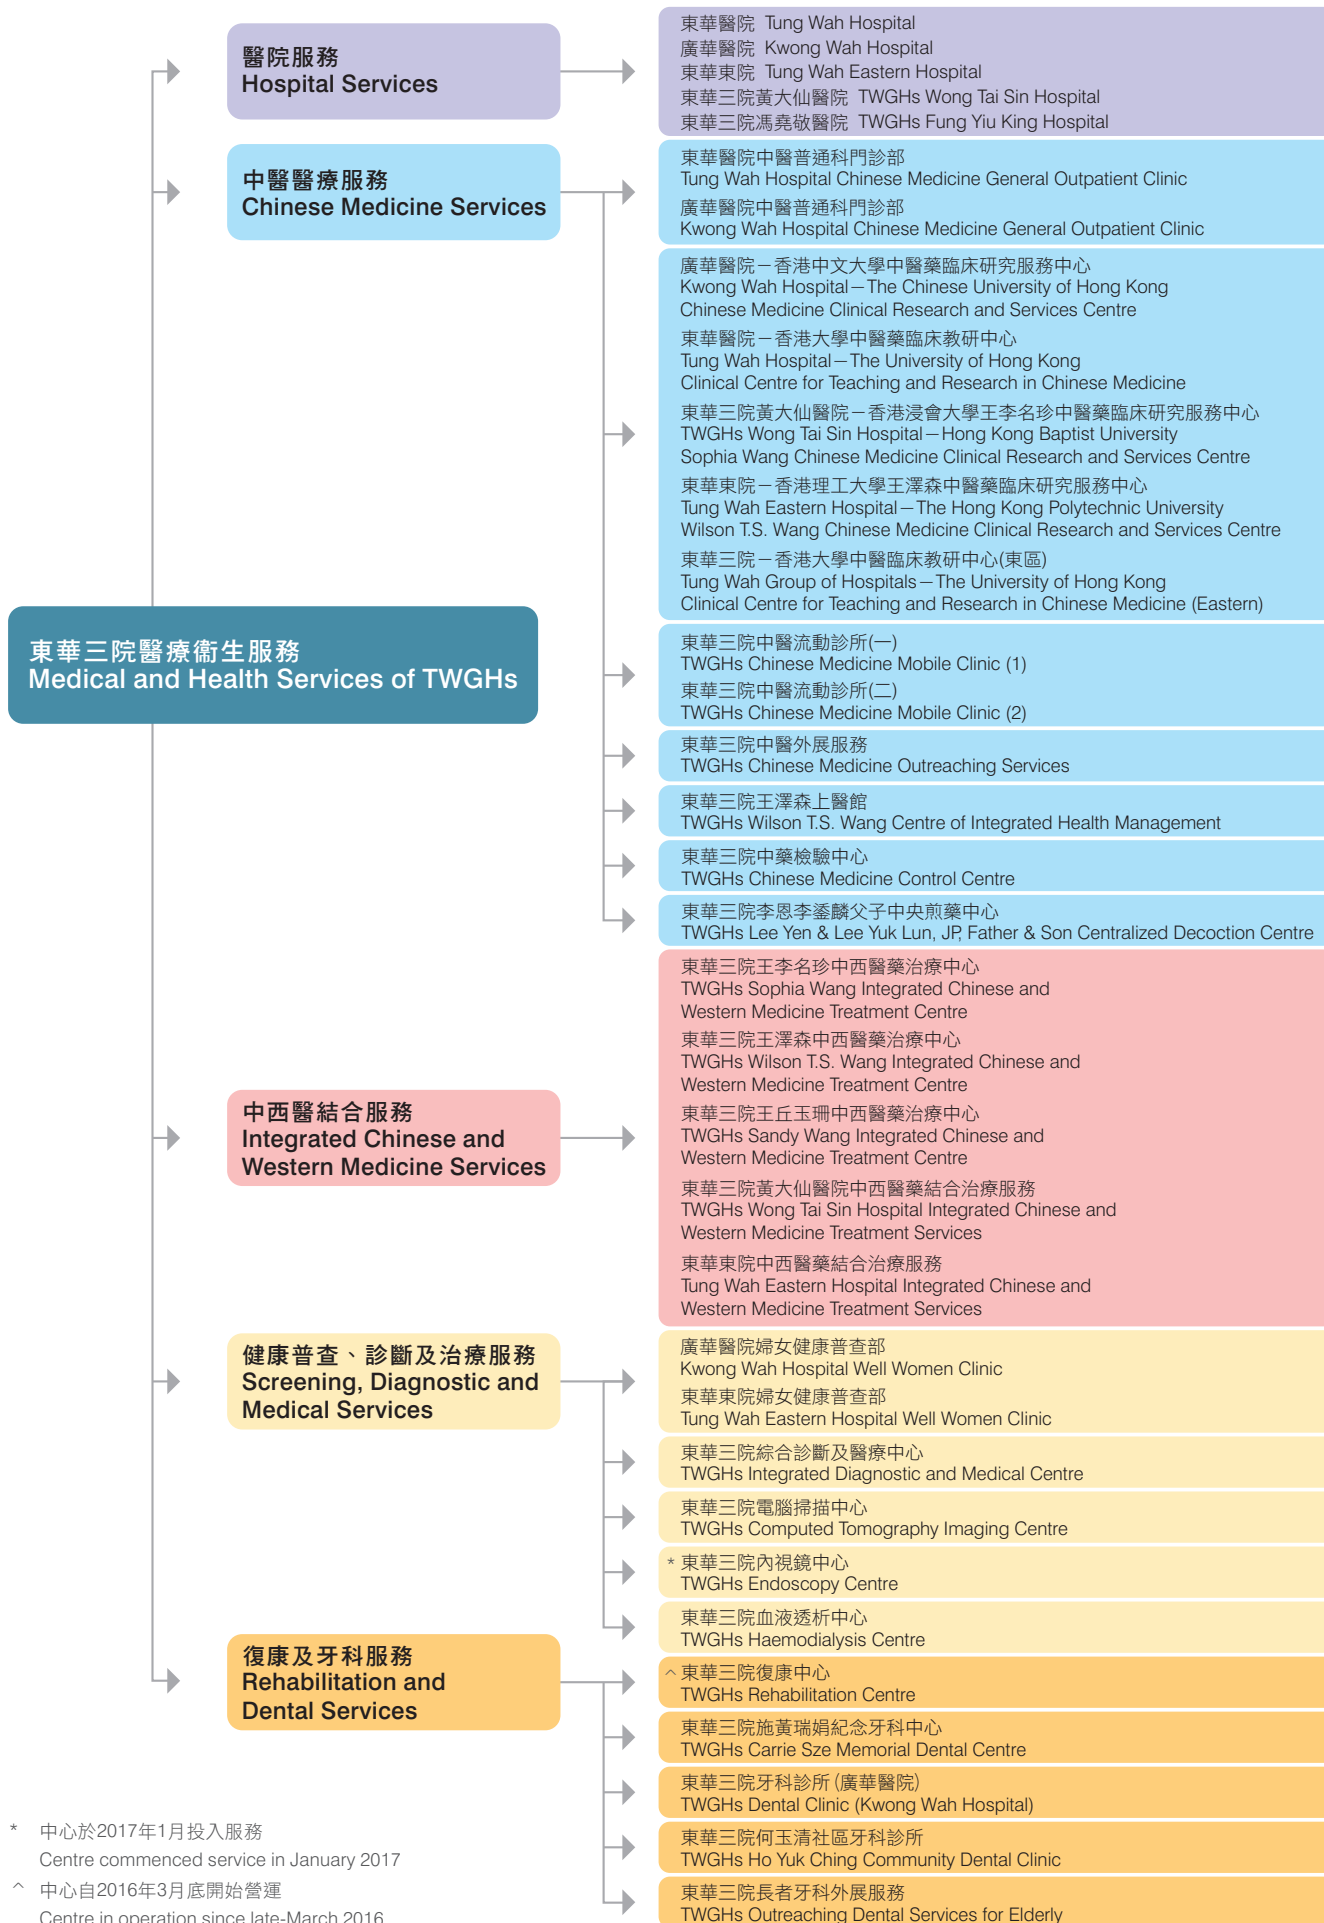 東華三院醫療衞生服務
Medical and Health Services of TWGHs
醫院服務
Hospital Services
東華醫院 Tung Wah Hospital
廣華醫院 Kwong Wah Hospital
東華東院 Tung Wah Eastern Hospital
東華三院黃大仙醫院 TWGHs Wong Tai Sin Hospital
東華三院馮堯敬醫院 TWGHs Fung Yiu King Hospital
中醫醫療服務
Chinese Medicine Services
東華醫院中醫普通科門診部
Tung Wah Hospital Chinese Medicine General Outpatient Clinic
廣華醫院中醫普通科門診部
Kwong Wah Hospital Chinese Medicine General Outpatient Clinic
廣華醫院－香港中文大學中醫藥臨床研究服務中心
Kwong Wah Hospital－The Chinese University of Hong Kong
Chinese Medicine Clinical Research and Services Centre
東華醫院－香港大學中醫藥臨床教研中心
Tung Wah Hospital－The University of Hong Kong
Clinical Centre for Teaching and Research in Chinese Medicine
東華三院黃大仙醫院－香港浸會大學王李名珍中醫藥臨床研究服務中心
TWGHs Wong Tai Sin Hospital－Hong Kong Baptist University
Sophia Wang Chinese Medicine Clinical Research and Services Centre
東華東院－香港理工大學王澤森中醫藥臨床研究服務中心
Tung Wah Eastern Hospital－The Hong Kong Polytechnic University
Wilson T.S. Wang Chinese Medicine Clinical Research and Services Centre
東華三院－香港大學中醫臨床教研中心(東區)
Tung Wah Group of Hospitals－The University of Hong Kong
Clinical Centre for Teaching and Research in Chinese Medicine (Eastern)
東華三院中醫流動診所(一)
TWGHs Chinese Medicine Mobile Clinic (1)
東華三院中醫流動診所(二)
TWGHs Chinese Medicine Mobile Clinic (2)
東華三院中醫外展服務
TWGHs Chinese Medicine Outreaching Services
東華三院王澤森上醫館
TWGHs Wilson T.S. Wang Centre of Integrated Health Management
東華三院中藥檢驗中心
TWGHs Chinese Medicine Control Centre
東華三院李恩李鋈麟父子中央煎藥中心
TWGHs Lee Yen & Lee Yuk Lun, JP, Father & Son Centralized Decoction Centre
中西醫結合服務
Integrated Chinese and
Western Medicine Services
東華三院王李名珍中西醫藥治療中心
TWGHs Sophia Wang Integrated Chinese and
Western Medicine Treatment Centre
東華三院王澤森中西醫藥治療中心
TWGHs Wilson T.S. Wang Integrated Chinese and
Western Medicine Treatment Centre
東華三院王丘玉珊中西醫藥治療中心
TWGHs Sandy Wang Integrated Chinese and
Western Medicine Treatment Centre
東華三院黃大仙醫院中西醫藥結合治療服務
TWGHs Wong Tai Sin Hospital Integrated Chinese and
Western Medicine Treatment Services
東華東院中西醫藥結合治療服務
Tung Wah Eastern Hospital Integrated Chinese and
Western Medicine Treatment Services
健康普查、診斷及治療服務
Screening, Diagnostic and
Medical Services
廣華醫院婦女健康普查部
Kwong Wah Hospital Well Women Clinic
東華東院婦女健康普查部
Tung Wah Eastern Hospital Well Women Clinic
東華三院綜合診斷及醫療中心
TWGHs Integrated Diagnostic and Medical Centre
東華三院電腦掃描中心
TWGHs Computed Tomography Imaging Centre
* 東華三院內視鏡中心
TWGHs Endoscopy Centre
東華三院血液透析中心
TWGHs Haemodialysis Centre
復康及牙科服務
Rehabilitation and
Dental Services
^ 東華三院復康中心
TWGHs Rehabilitation Centre
東華三院施黃瑞娟紀念牙科中心
TWGHs Carrie Sze Memorial Dental Centre
東華三院牙科診所(廣華醫院)
TWGHs Dental Clinic (Kwong Wah Hospital)
東華三院何玉清社區牙科診所
TWGHs Ho Yuk Ching Community Dental Clinic
東華三院長者牙科外展服務
TWGHs Outreaching Dental Services for Elderly
* 中心於2017年1月投入服務
Centre commenced service in January 2017
^ 中心自2016年3月底開始營運
Centre in operation since late-March 2016